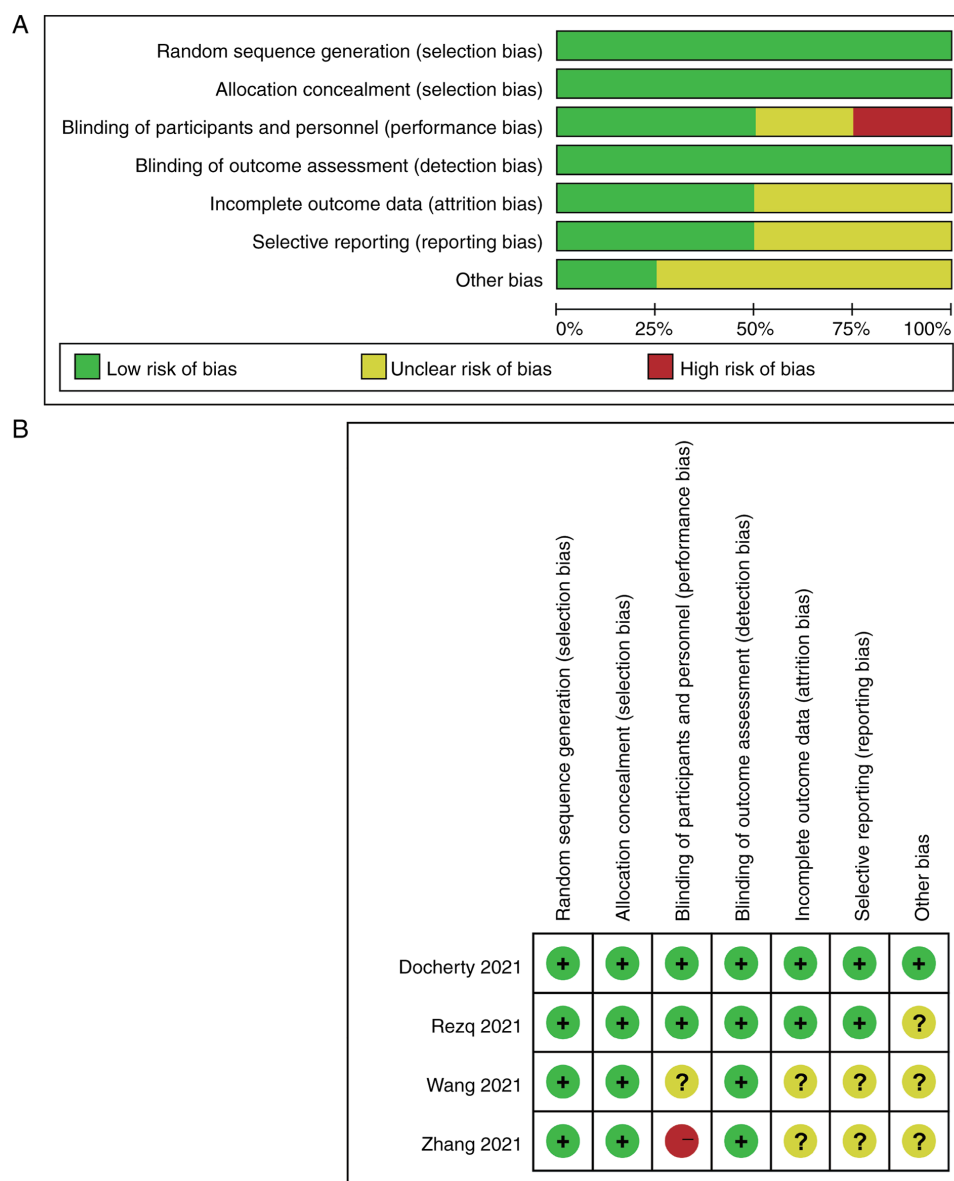 A
Random sequence generation (selection bias)
Allocation concealment (selection bias)
Blinding of participants and personnel (performance bias)
Blinding of outcome assessment (detection bias)
Incomplete outcome data (attrition bias)
Selective reporting (reporting bias)
Other bias
0% 25% 50% 75% 100%
Low risk of bias Unclear risk of bias High risk of bias
B
Random sequence generation (selection bias)
Allocation concealment (selection bias)
Blinding of participants and personnel (performance bias)
Blinding of outcome assessment (detection bias)
Incomplete outcome data (attrition bias)
Selective reporting (reporting bias)
Other bias
Docherty 2021 + + + + + + +
Rezq 2021 + + + + + + ?
Wang 2021 + + ? + ? ? ?
Zhang 2021 + + – + ? ? ?